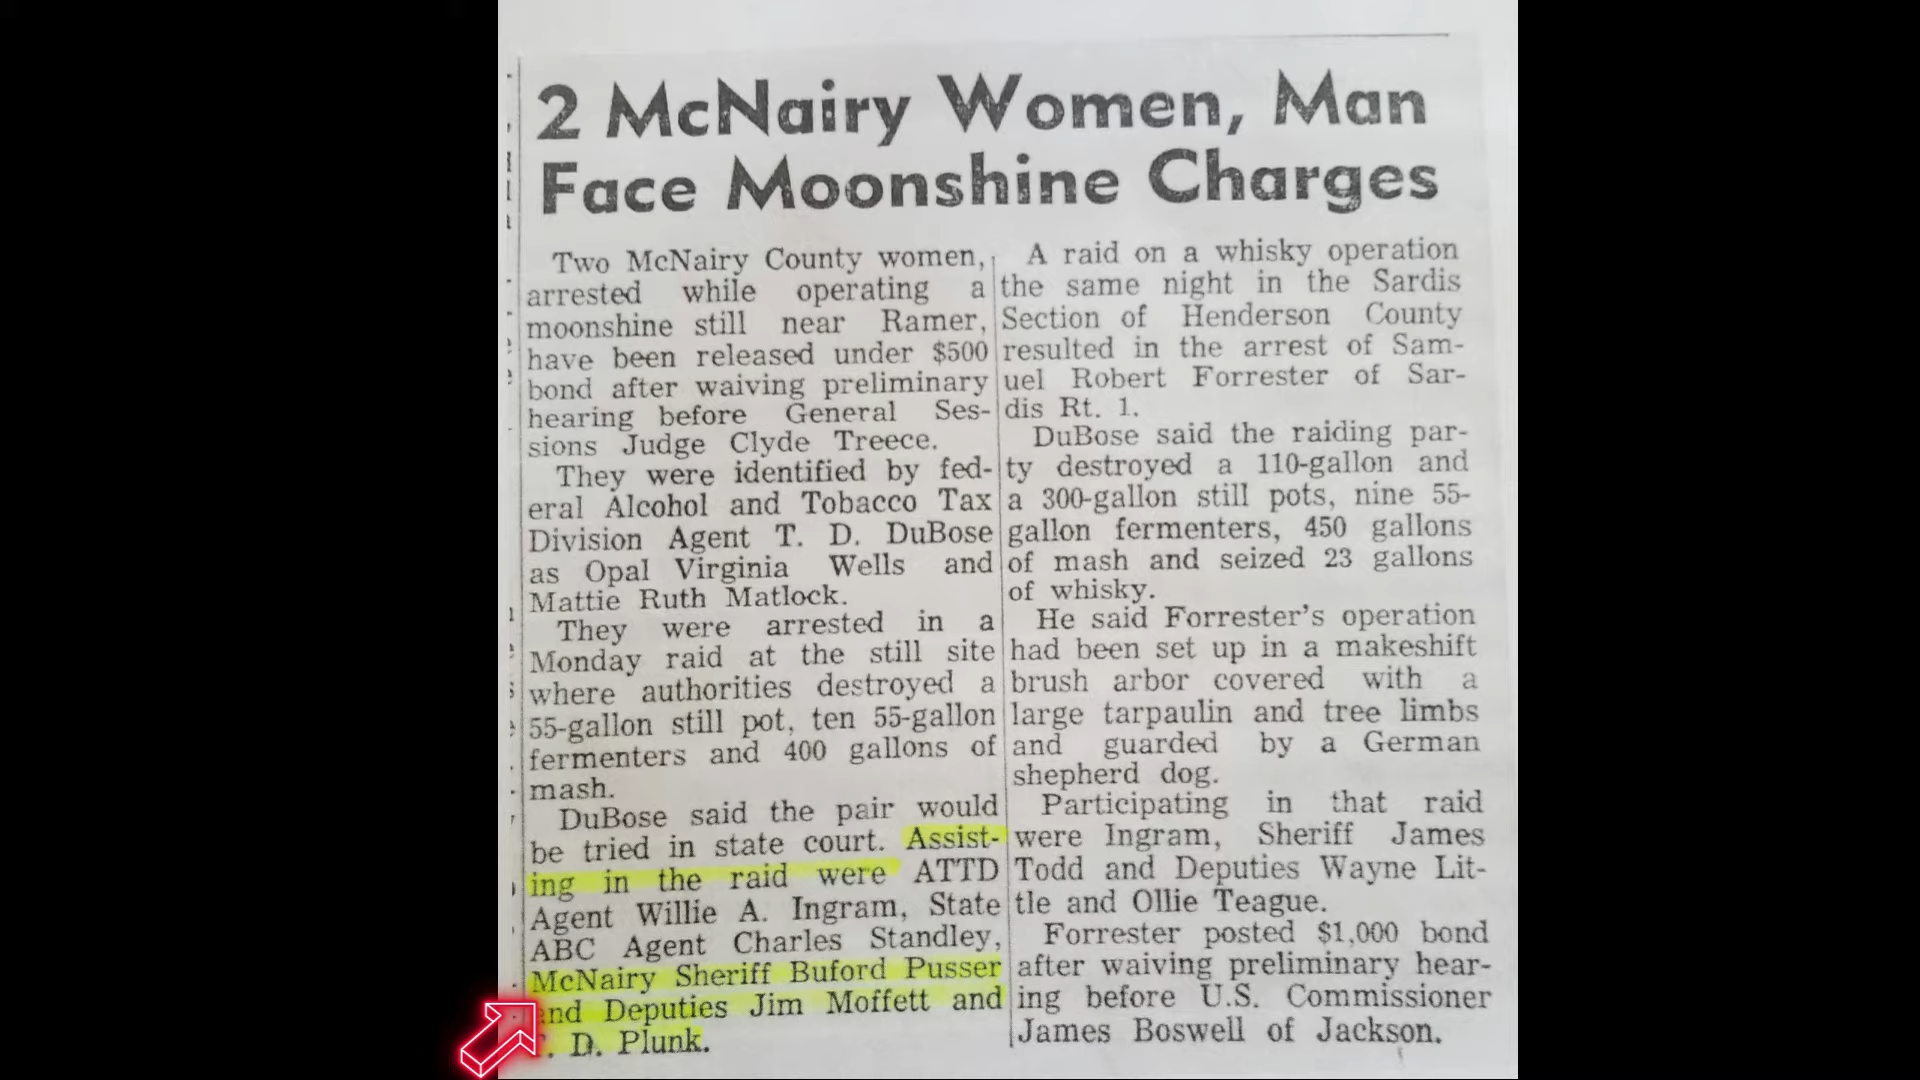 2 McNairy Women, Man
Face Moonshine Charges
Two McNairy County women,
arrested while operating a
moonshine still near Ramer,
have been released under $500
bond after waiving preliminary
hearing before General Ses-
sions Judge Clyde Treece.
They were identified by fed-
eral Alcohol and Tobacco Tax
Division Agent T. D. DuBose
as Opal Virginia Wells and
Mattie Ruth Matlock.
They were arrested in a
Monday raid at the still site
where authorities destroyed a
55-gallon still pot, ten 55-gallon
fermenters and 400 gallons of
mash.
DuBose said the pair would
be tried in state court. Assist-
ing in the raid were ATTD
Agent Willie A. Ingram, State
ABC Agent Charles Standley,
McNairy Sheriff Buford Pusser
and Deputies Jim Moffett and
D. Plunk.
A raid on a whisky operation
the same night in the Sardis
Section of Henderson County
resulted in the arrest of Sam-
uel Robert Forrester of Sar-
dis Rt. 1.
DuBose said the raiding par-
ty destroyed a 110-gallon and
a 300-gallon still pots, nine 55-
gallon fermenters, 450 gallons
of mash and seized 23 gallons
of whisky.
He said Forrester's operation
had been set up in a makeshift
brush arbor covered with a
large tarpaulin and tree limbs
and guarded by a German
shepherd dog.
Participating in that raid
were Ingram, Sheriff James
Todd and Deputies Wayne Lit-
tle and Ollie Teague.
Forrester posted $1,000 bond
after waiving preliminary hear-
ing before U.S. Commissioner
James Boswell of Jackson.